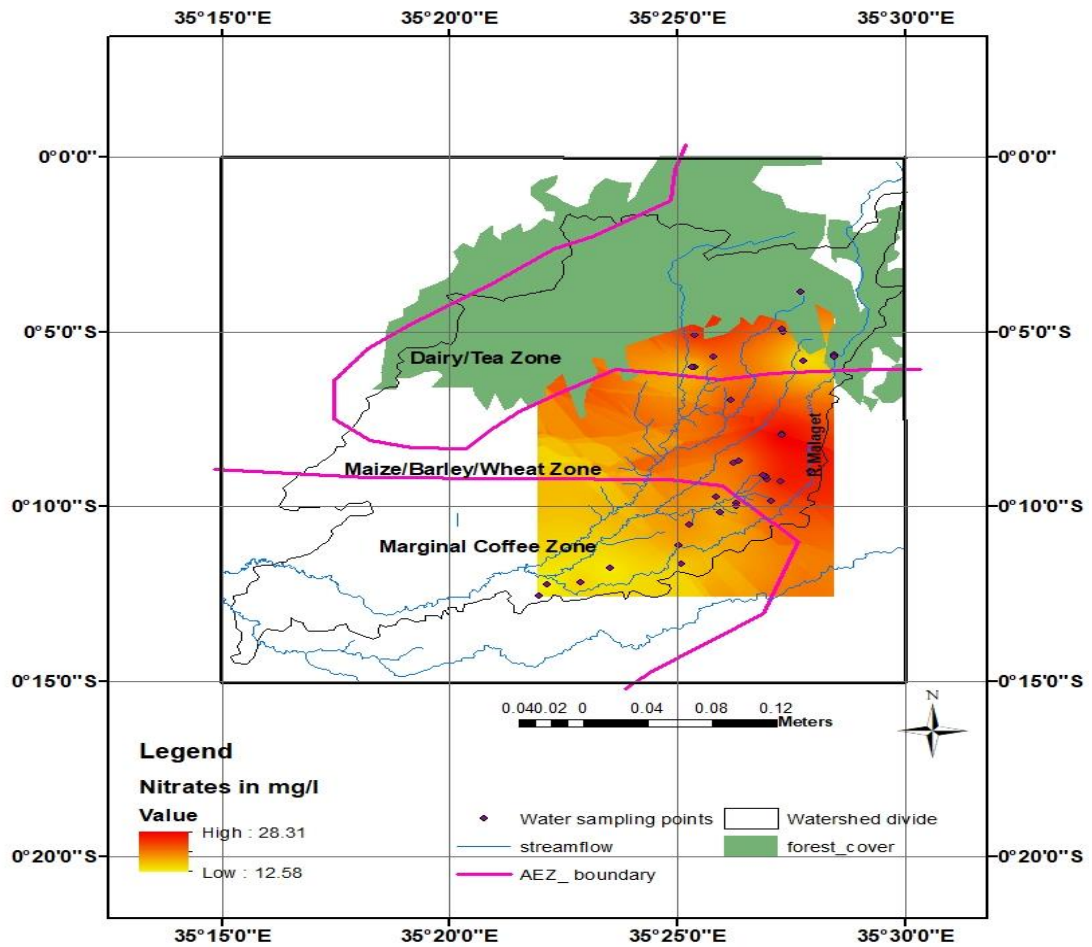 35°15'0"E 35°20'0"E 35°25'0"E 35°30'0"E
0°0'0" 0°0'0"
0°5'0"S 0°5'0"S
Dairy/Tea Zone
R.Malaget
Maize/Barley/Wheat Zone
0°10'0"S 0°10'0"S
Marginal Coffee Zone
0°15'0"S 0°15'0"S
0.040.02 0 0.04 0.08 0.12
Meters
N
Legend
Nitrates in mg/l
Value
High : 28.31
Low : 12.58
Water sampling points
streamflow
AEZ_ boundary
Watershed divide
forest_cover
0°20'0"S 0°20'0"S
35°15'0"E 35°20'0"E 35°25'0"E 35°30'0"E